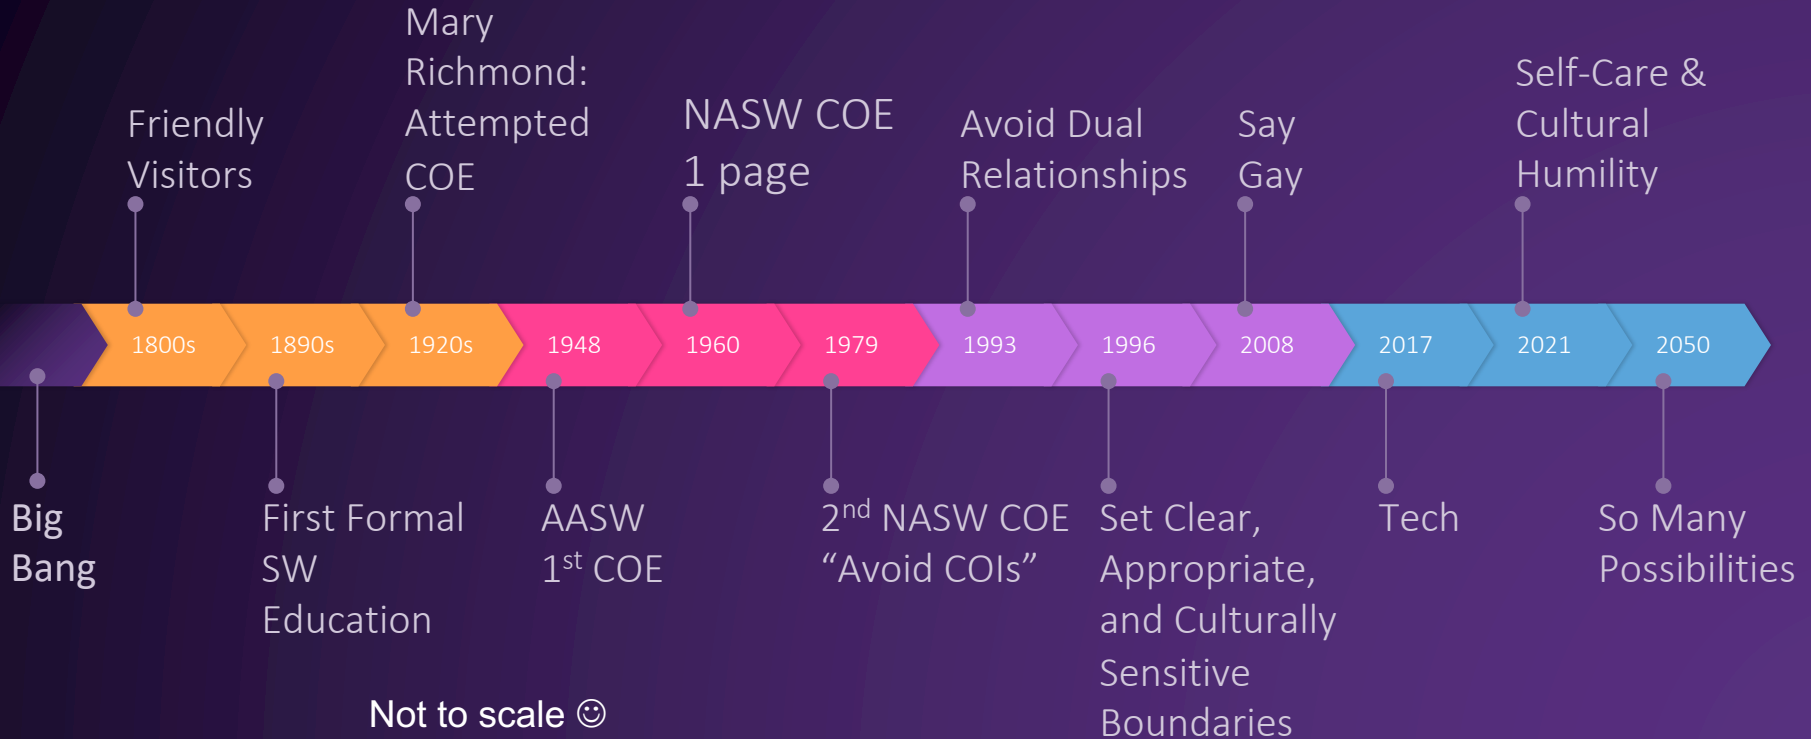 Mary
Richmond:
Attempted
COE
Friendly
Visitors
NASW COE
1 page
Avoid Dual
Relationships
Say
Gay
Self-Care &
Cultural
Humility
1800s
1890s
1920s
1948
1960
1979
1993
1996
2008
2017
2021
2050
Big
Bang
First Formal
SW
Education
AASW
1st COE
2nd NASW COE
“Avoid COIs”
Set Clear,
Appropriate,
and Culturally
Sensitive
Boundaries
Tech
So Many
Possibilities
Not to scale ☺